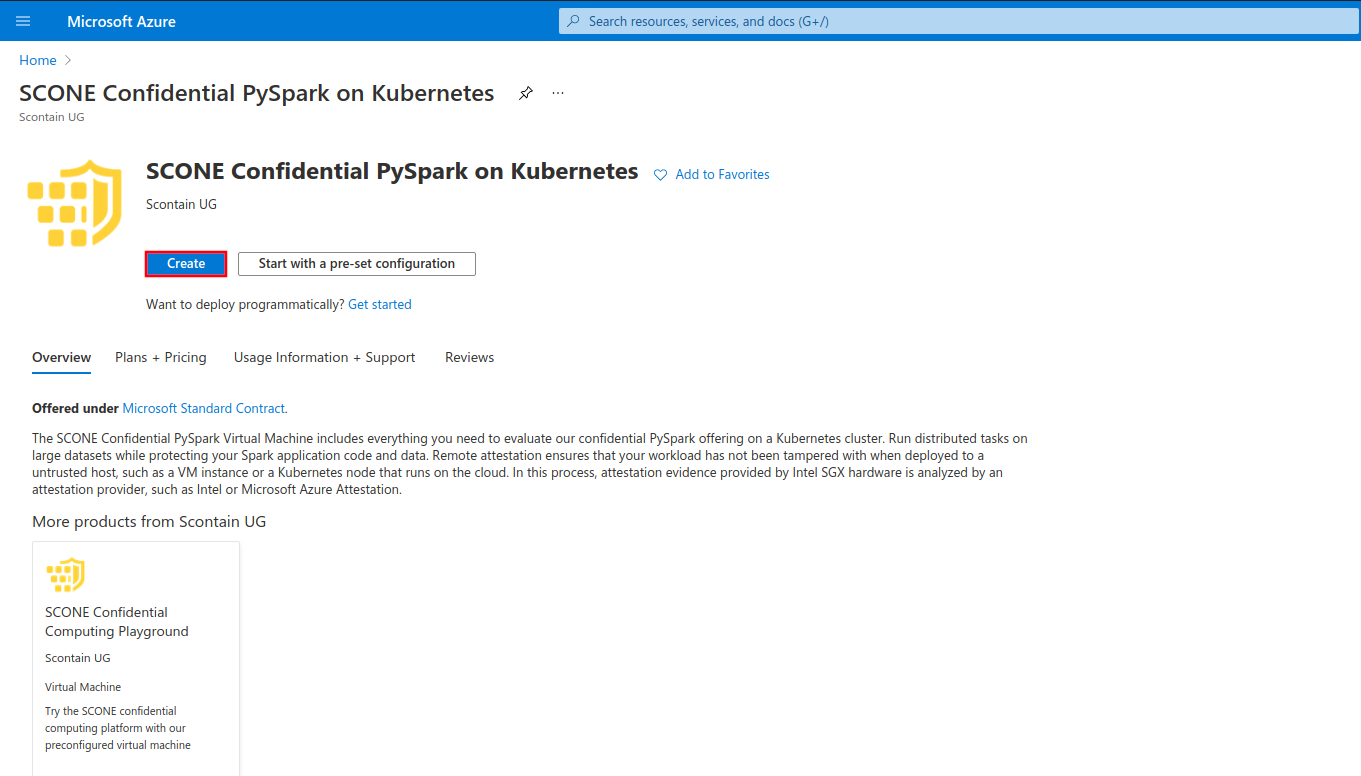 Microsoft Azure
Search resources, services, and docs (G+/)
Home
SCONE Confidential PySpark on Kubernetes
...
Scontain UG
SCONE Confidential PySpark on Kubernetes
Add to Favorites
Scontain UG
Create
Start with a pre-set configuration
Want to deploy programmatically? Get started
Overview
Plans + Pricing
Usage Information + Support
Reviews
Offered under Microsoft Standard Contract.
The SCONE Confidential PySpark Virtual Machine includes everything you need to evaluate our confidential PySpark offering on a Kubernetes cluster. Run distributed tasks on
large datasets while protecting your Spark application code and data. Remote attestation ensures that your workload has not been tampered with when deployed to a
untrusted host, such as a VM instance or a Kubernetes node that runs on the cloud. In this process, attestation evidence provided by Intel SGX hardware is analyzed by an
attestation provider, such as Intel or Microsoft Azure Attestation.
More products from Scontain UG
SCONE Confidential
Computing Playground
Scontain UG
Virtual Machine
Try the SCONE confidential
computing platform with our
preconfigured virtual machine